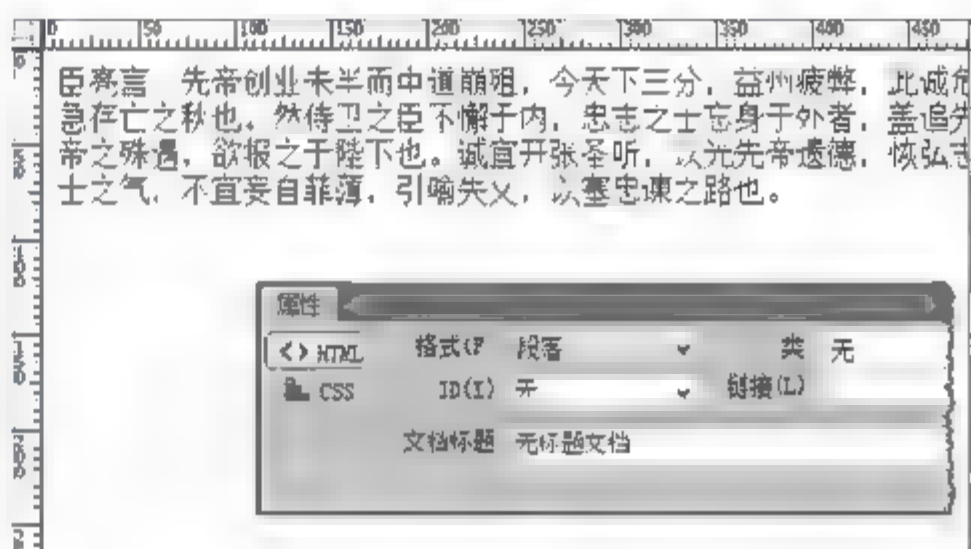 0 50 100 150 200 250 300 350 400 450
臣亮言 先帝创业未半而中道崩殂，今天下三分，益州疲弊，此诚危
急存亡之秋也。然侍卫之臣不懈于内，忠志之士忘身于外者，盖追先
帝之殊遇，欲报之于陛下也。诚宜开张圣听，以光先帝遗德，恢弘志
士之气，不宜妄自菲薄，引喻失义，以塞忠谏之路也。
属性
<> HTML 格式(F 段落 类 无
CSS ID(I) 无 链接(L)
文档标题 无标题文档